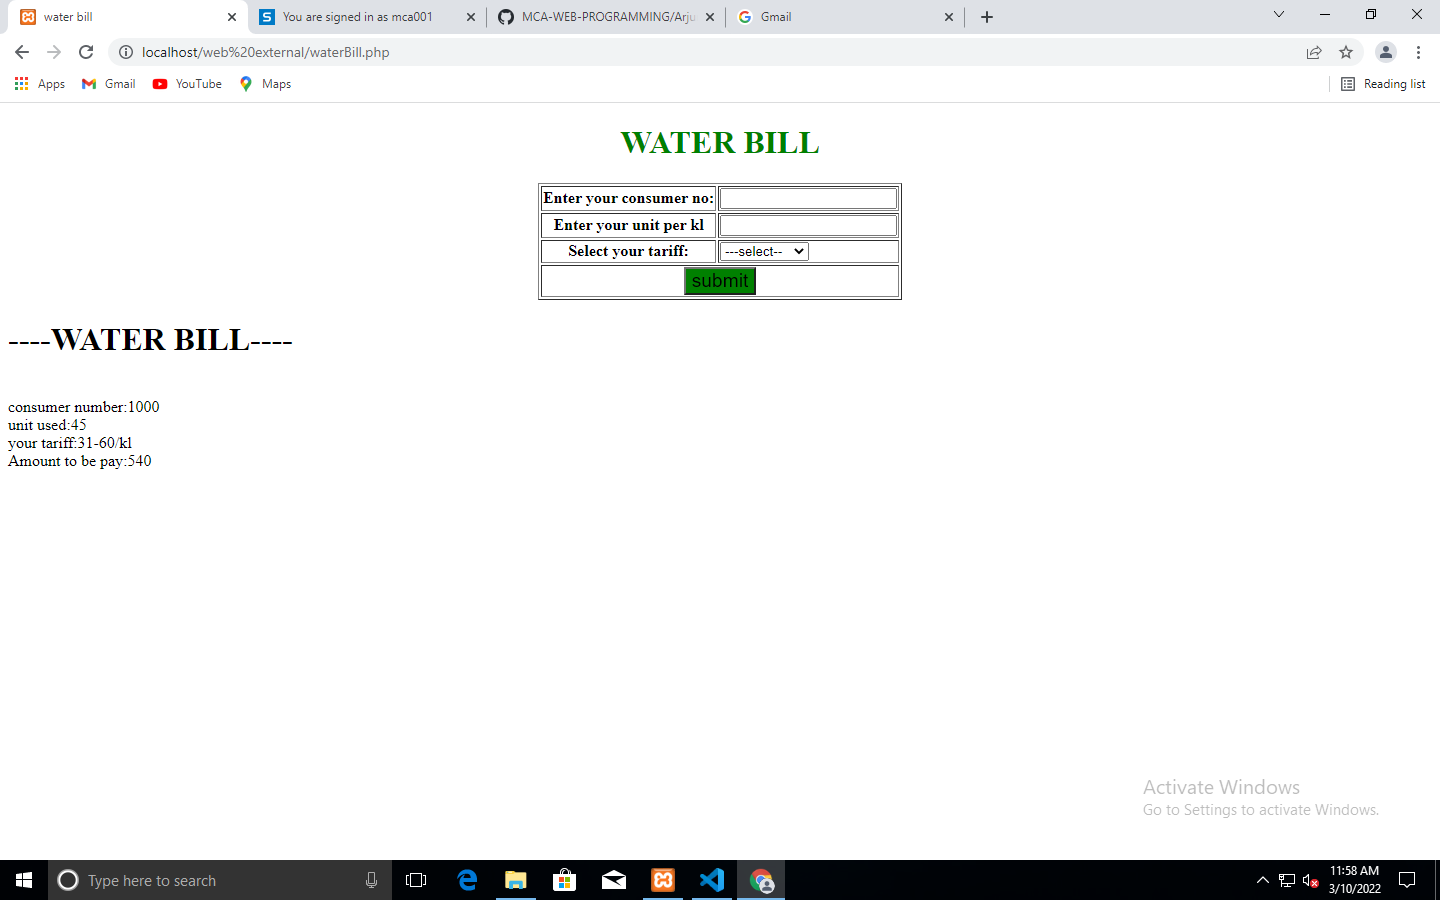 water bill
You are signed in as mca001
MCA-WEB-PROGRAMMING/Arju
Gmail
localhost/web%20external/waterBill.php
Apps
Gmail
YouTube
Maps
Reading list
WATER BILL
Enter your consumer no:
Enter your unit per kl
Select your tariff:
---select--
submit
----WATER BILL----
consumer number:1000
unit used:45
your tariff:31-60/kl
Amount to be pay:540
Activate Windows
Go to Settings to activate Windows.
Type here to search
11:58 AM
3/10/2022